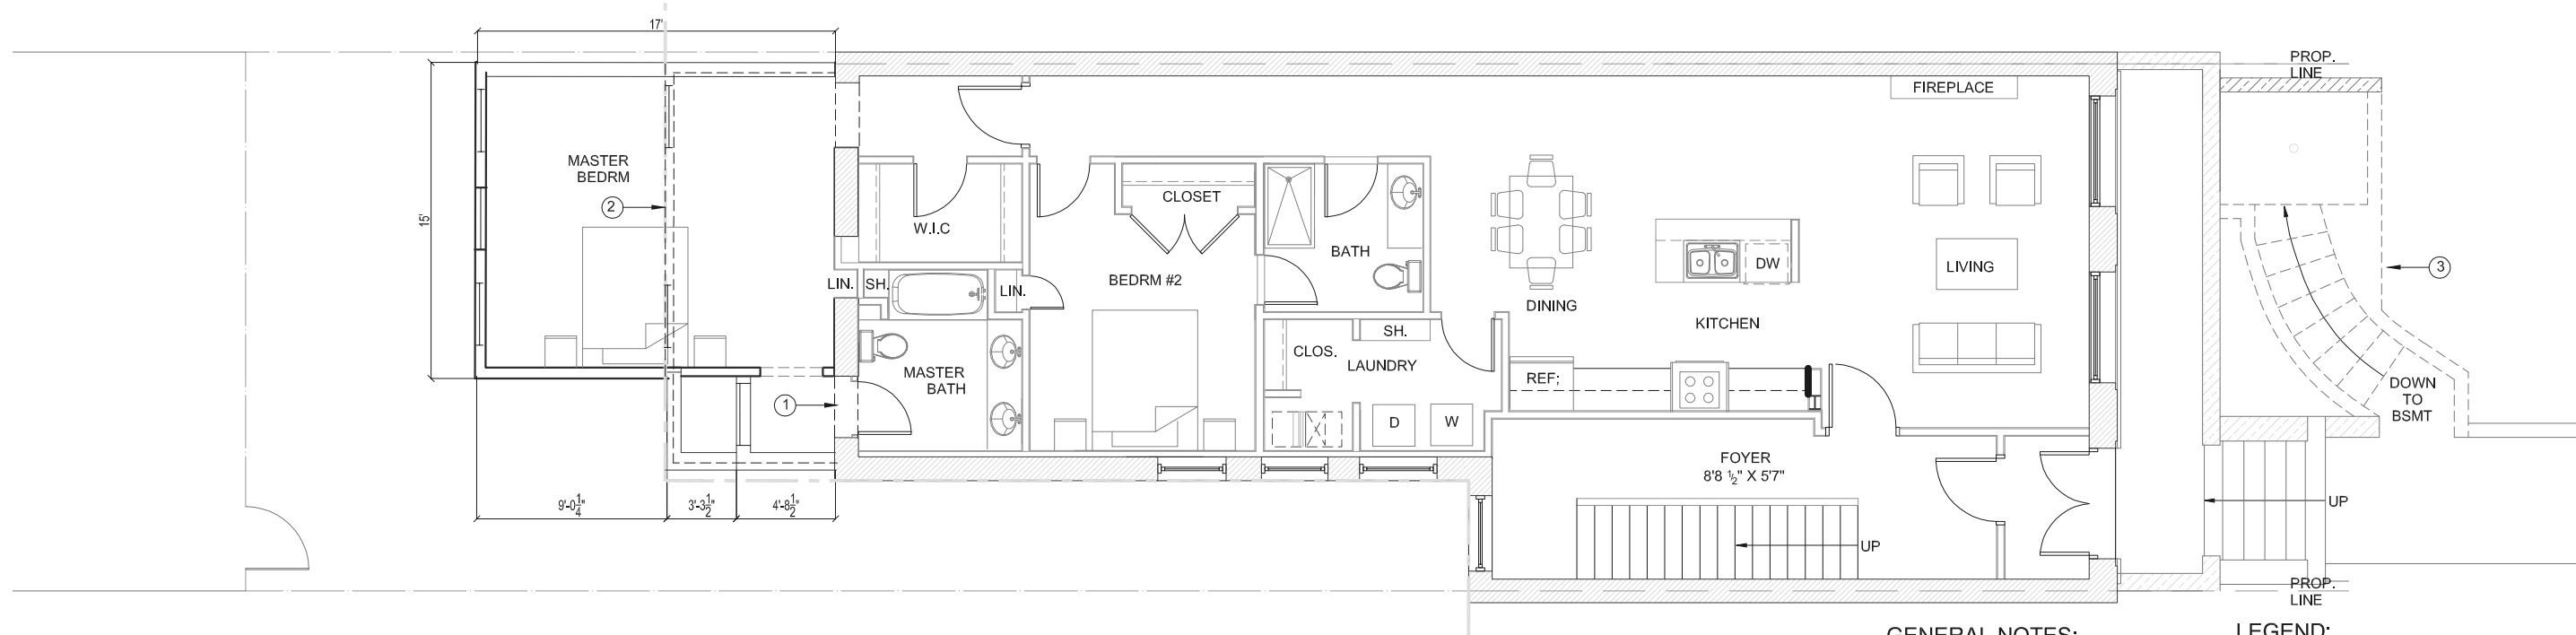 17'
PROP.
LINE
FIREPLACE
MASTER
BEDRM
2
15'
CLOSET
W.I.C
BATH
BEDRM #2
LIN.
SH.
LIN.
DW
LIVING
3
DINING
KITCHEN
SH.
CLOS.
LAUNDRY
MASTER
BATH
REF;
1
D
W
DOWN
TO
BSMT
FOYER
8'8 ½" X 5'7"
9'-0¼"
3'-3½"
4'-8½"
UP
UP
PROP.
LINE
GENERAL NOTES:
LEGEND: